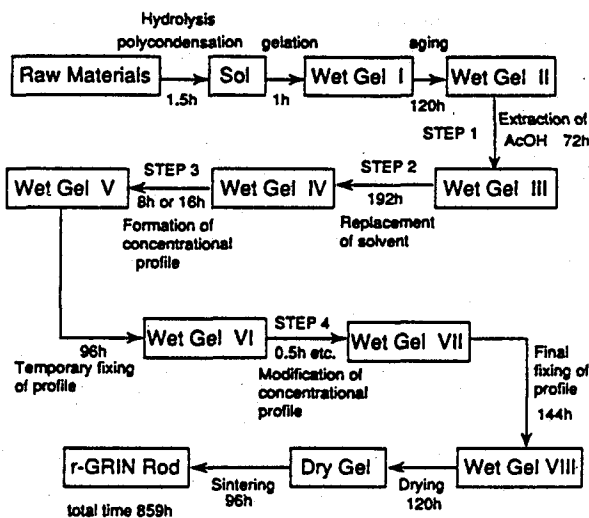 Hydrolysis
polycondensation
gelation
aging
Raw Materials
Sol
Wet Gel I
Wet Gel II
1.5h
1h
120h
STEP 1
Extraction of
AcOH 72h
Wet Gel V
STEP 3
Wet Gel IV
STEP 2
Wet Gel III
8h or 16h
192h
Formation of
concentrational
profile
Replacement
of solvent
96h
Temporary fixing
of profile
Wet Gel VI
STEP 4
Wet Gel VII
0.5h etc.
Modification of
concentrational
profile
Final
fixing of
profile
144h
r-GRIN Rod
Dry Gel
Wet Gel VIII
Sintering
96h
Drying
120h
total time 859h